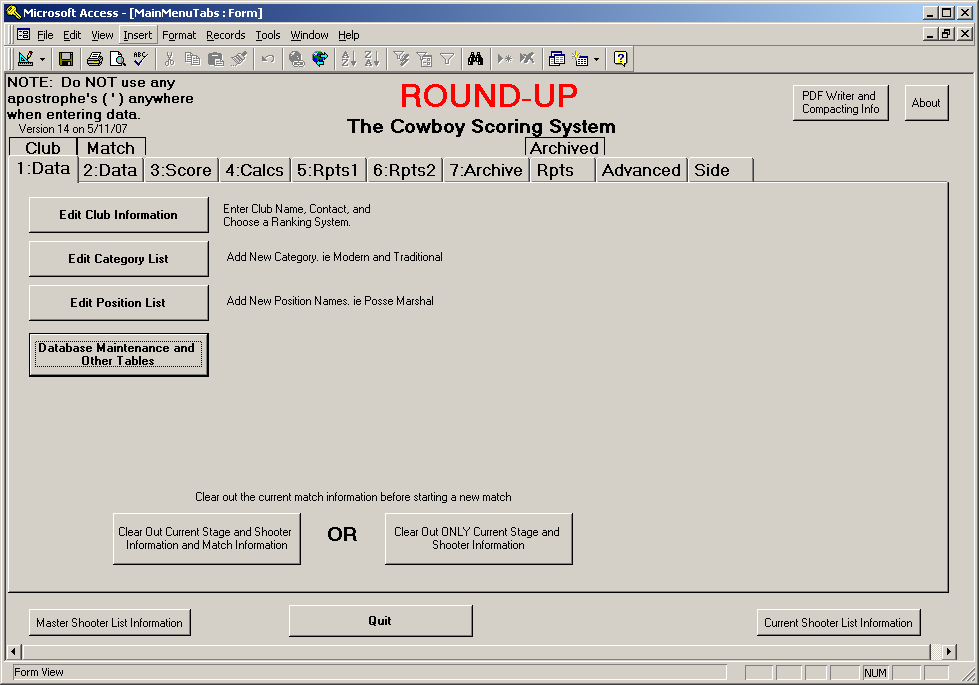 Microsoft Access - [MainMenuTabs : Form]
File Edit View Insert Format Records Tools Window Help
NOTE: Do NOT use any
apostrophe's ( ' ) anywhere
when entering data.
Version 14 on 5/11/07
ROUND-UP
The Cowboy Scoring System
PDF Writer and
Compacting Info
About
Club Match Archived
1:Data 2:Data 3:Score 4:Calcs 5:Rpts1 6:Rpts2 7:Archive Rpts Advanced Side
Edit Club Information
Enter Club Name, Contact, and
Choose a Ranking System.
Edit Category List
Add New Category. ie Modern and Traditional
Edit Position List
Add New Position Names. ie Posse Marshal
Database Maintenance and
Other Tables
Clear out the current match information before starting a new match
Clear Out Current Stage and Shooter
Information and Match Information
OR
Clear Out ONLY Current Stage and
Shooter Information
Master Shooter List Information
Quit
Current Shooter List Information
Form View
NUM